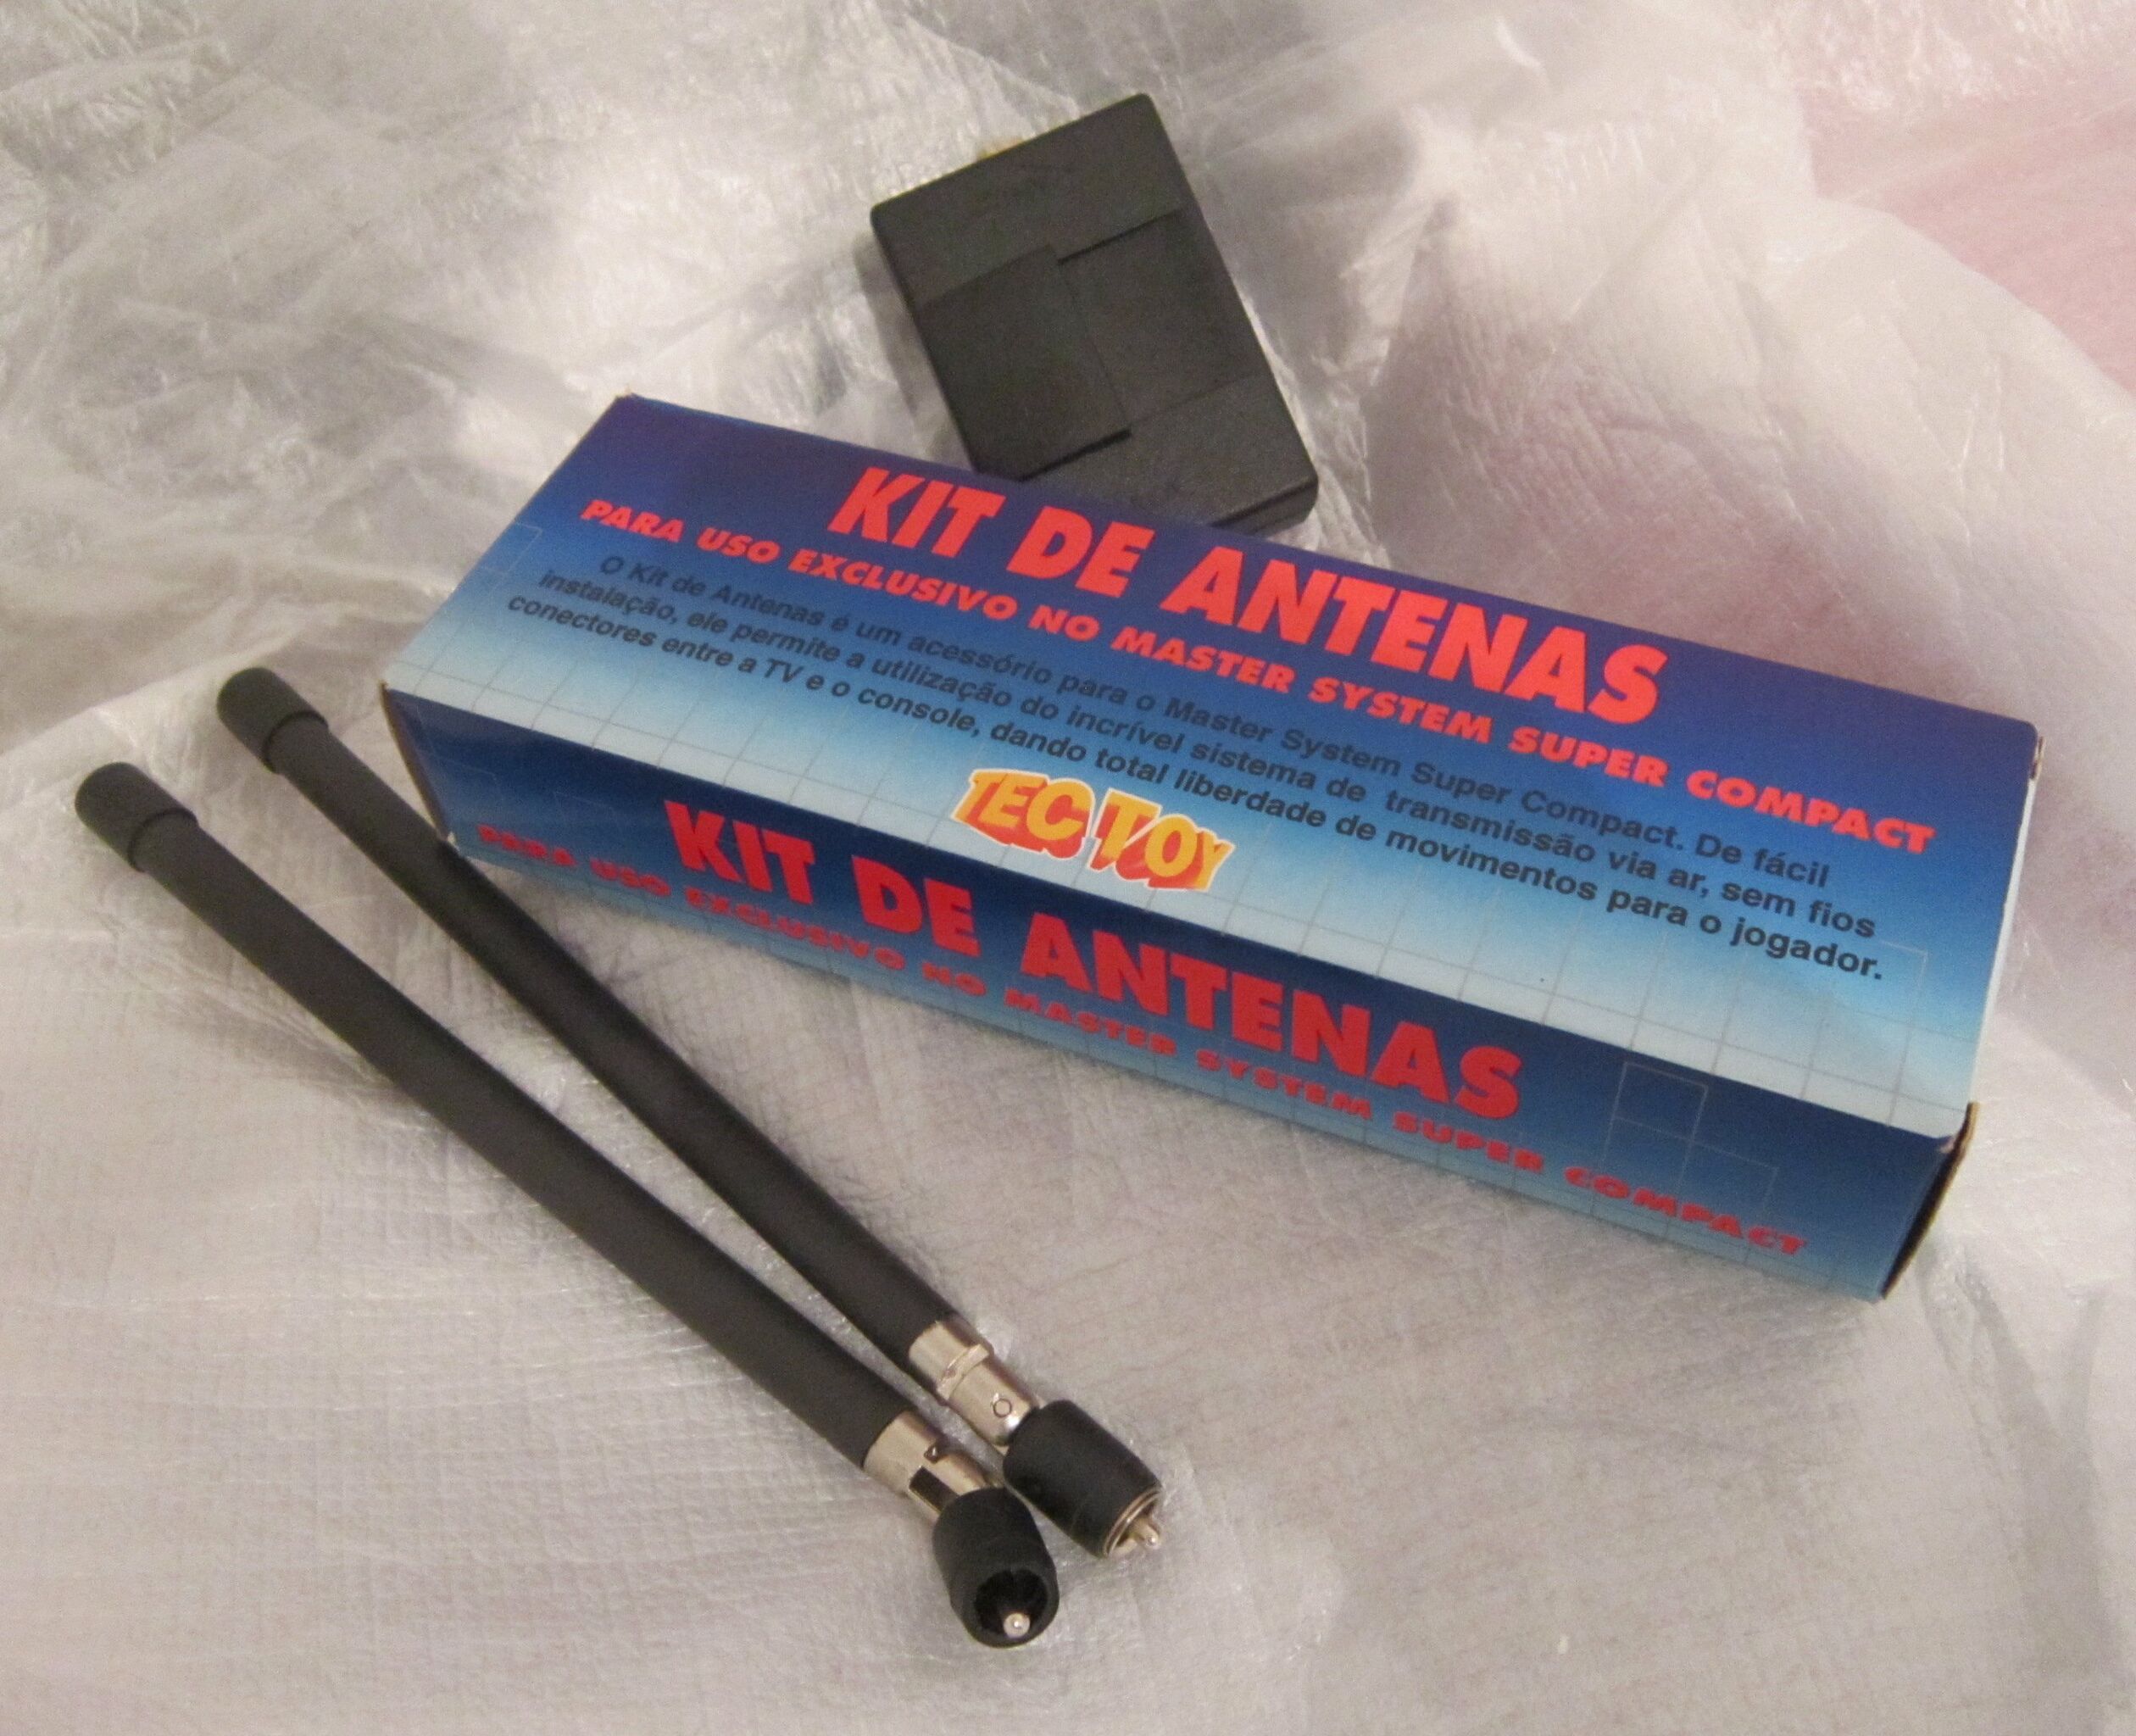 KIT DE ANTENAS
PARA USO EXCLUSIVO NO MASTER SYSTEM SUPER COMPACT
O Kit de Antenas é um acessório para o Master System Super Compact. De fácil
instalação, ele permite a utilização do incrível sistema de transmissão via ar, sem fios
conectores entre a TV e o console, dando total liberdade de movimentos para o jogador.
TEC TOY
KIT DE ANTENAS
PARA USO EXCLUSIVO NO MASTER SYSTEM SUPER COMPACT